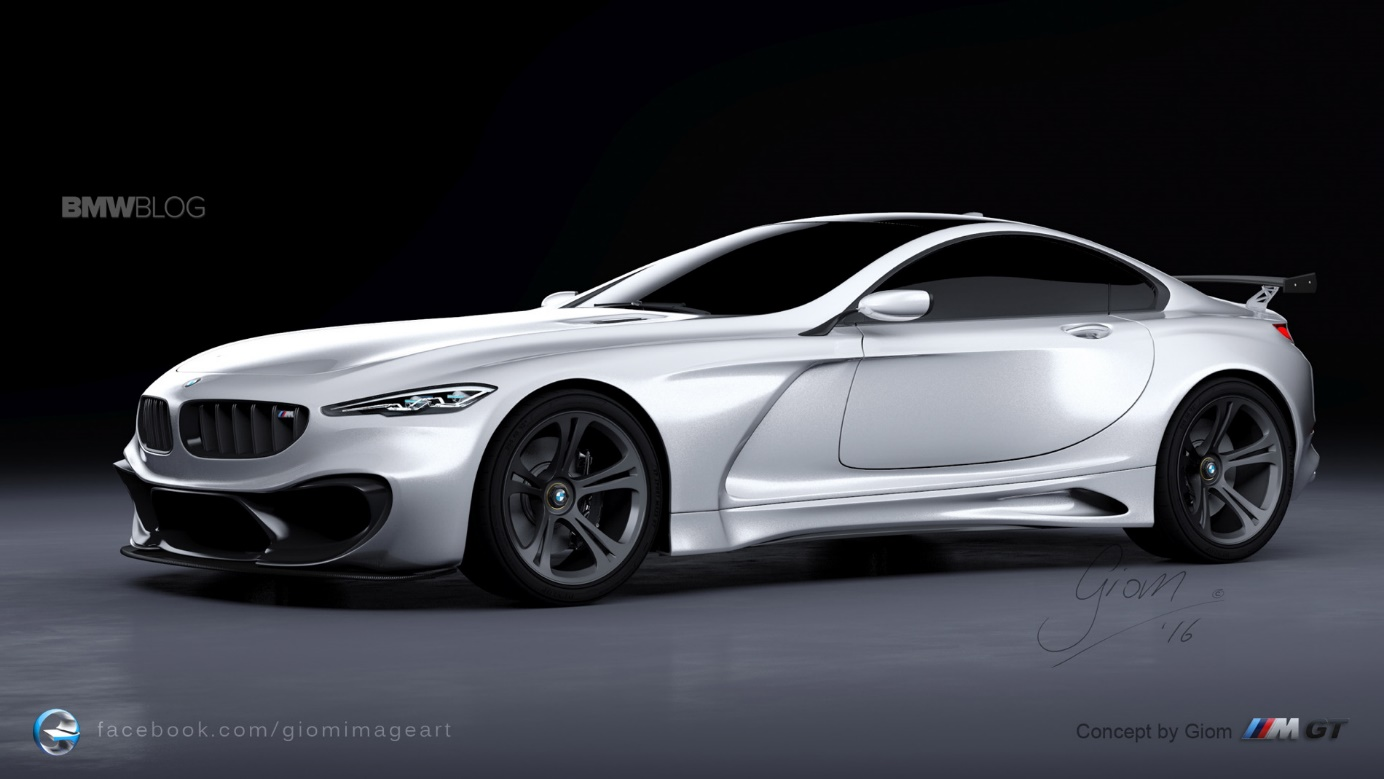 BMWBLOG
M
Giom ©
'16
facebook.com/giomimageart
Concept by Giom M GT